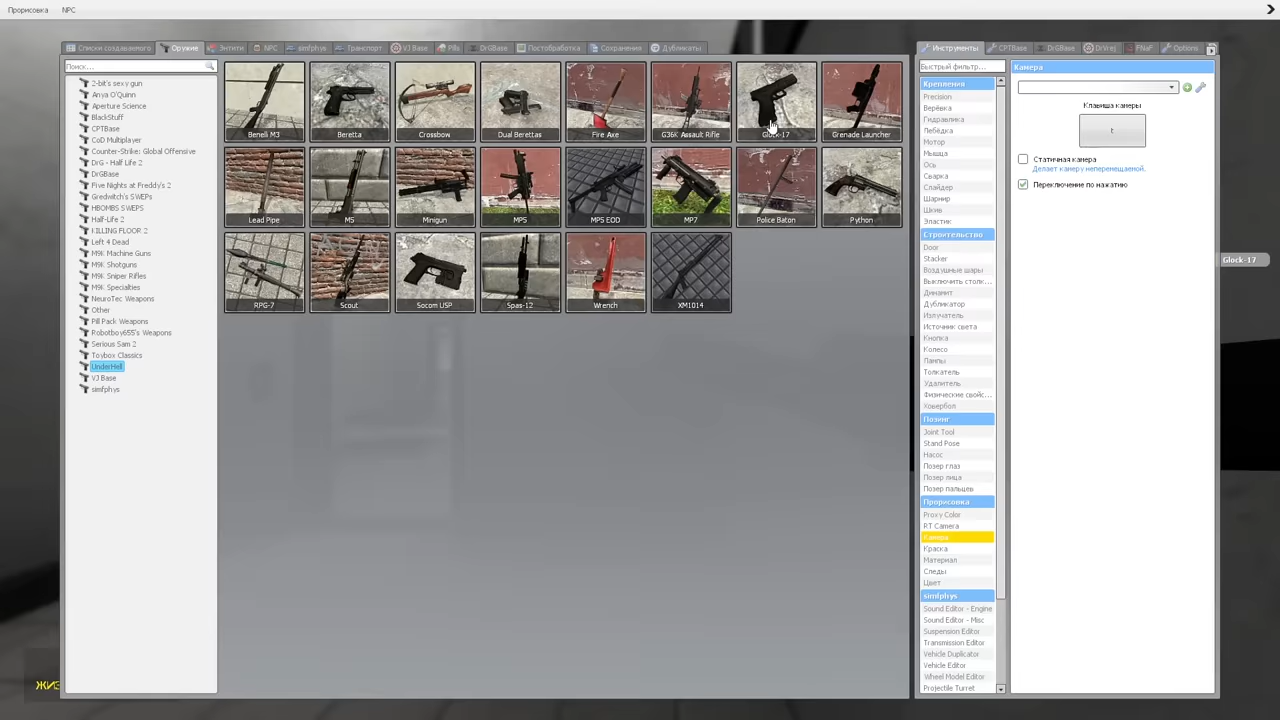 Прорисовка NPC
Списки создаваемого Оружие Энтити NPC simfphys Транспорт VJ Base Pills DrGBase Постобработка Сохранения Дубликаты
Поиск...
2-bit's sexy gun
Anya O'Quinn
Aperture Science
BlackStuff
CPTBase
CoD Multiplayer
Counter-Strike: Global Offensive
DrG - Half Life 2
DrGBase
Five Nights at Freddy's 2
Gredwitch's SWEPs
HBOMBS SWEPS
Half-Life 2
KILLING FLOOR 2
Left 4 Dead
M9K Machine Guns
M9K Shotguns
M9K Sniper Rifles
M9K Specialties
NeuroTec Weapons
Other
Pill Pack Weapons
Robotboy655's Weapons
Serious Sam 2
Toybox Classics
UnderHell
VJ Base
simfphys
Benelli M3 Beretta Crossbow Dual Berettas Fire Axe G36K Assault Rifle Glock-17 Grenade Launcher
Lead Pipe M5 Minigun MP5 MP5 EOD MP7 Police Baton Python
RPG-7 Scout Socom USP Spas-12 Wrench XM1014
Инструменты CPTBase DrGBase DrVrej FNaF Options
Быстрый фильтр...
Крепления
Precision
Верёвка
Гидравлика
Лебёдка
Мотор
Мышца
Ось
Сварка
Слайдер
Шарнир
Шкив
Эластик
Строительство
Door
Stacker
Воздушные шары
Выключить столк...
Динамит
Дубликатор
Излучатель
Источник света
Кнопка
Колесо
Лампы
Толкатель
Удалитель
Физические свойс...
Ховербол
Позинг
Joint Tool
Stand Pose
Насос
Позер глаз
Позер лица
Позер пальцев
Прорисовка
Proxy Color
RT Camera
Камера
Краска
Материал
Следы
Цвет
simfphys
Sound Editor - Engine
Sound Editor - Misc
Suspension Editor
Transmission Editor
Vehicle Duplicator
Vehicle Editor
Wheel Model Editor
Projectile Turret
Камера
Клавиша камеры
t
Статичная камера
Делает камеру неперемещаемой.
Переключение по нажатию
Glock-17